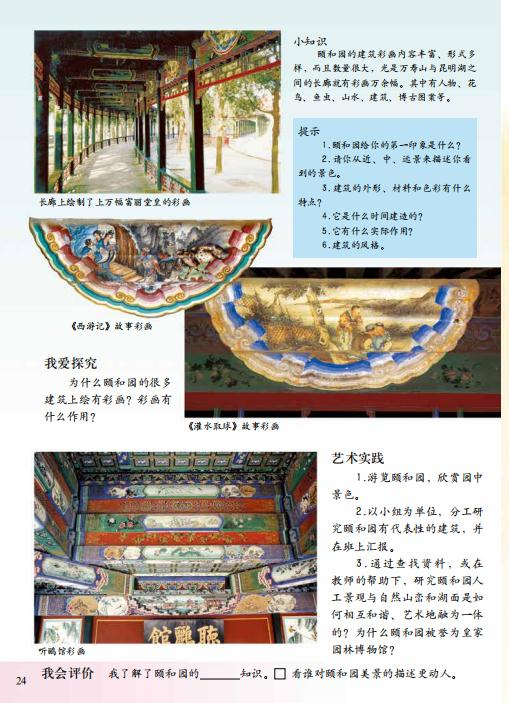 小知识
颐和园的建筑彩画内容丰富、形式多
样，而且数量很大，光是万寿山与昆明湖之
间的长廊就有彩画万余幅。其中有人物、花
鸟、鱼虫、山水、建筑、博古图案等。
提示
1.颐和园给你的第一印象是什么？
2.请你从近、中、远景来描述你看
到的景色。
3.建筑的外形、材料和色彩有什么
特点？
4.它是什么时间建造的？
5.它有什么实际作用？
6.建筑的风格。
长廊上绘制了上万幅富丽堂皇的彩画
《西游记》故事彩画
我爱探究
为什么颐和园的很多
建筑上绘有彩画？彩画有
什么作用？
《灌水取球》故事彩画
艺术实践
1.游览颐和园，欣赏园中
景色。
2.以小组为单位，分工研
究颐和园有代表性的建筑，并
在班上汇报。
3.通过查找资料，或在
教师的帮助下，研究颐和园人
工景观与自然山峦和湖面是如
何相互和谐、艺术地融为一体
的？为什么颐和园被誉为皇家
园林博物馆？
館鸝聽
听鹂馆彩画
我会评价 我了解了颐和园的______知识。□ 看谁对颐和园美景的描述更动人。
24